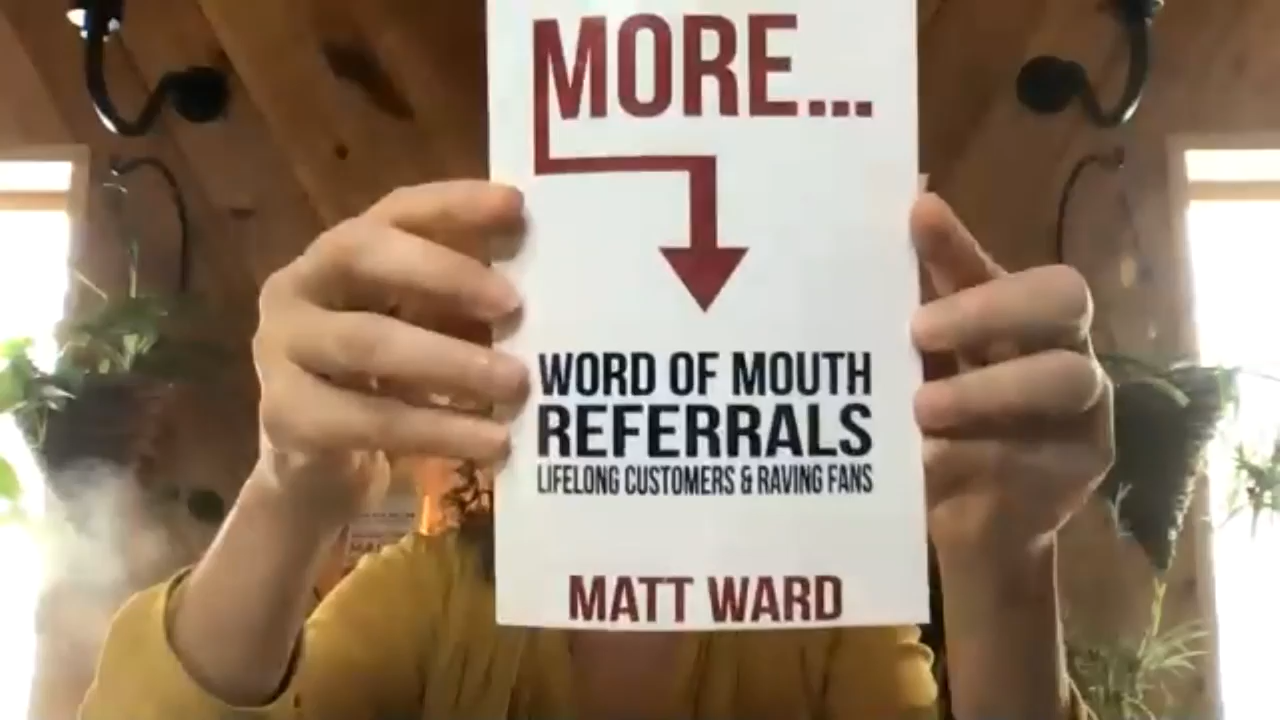 MORE...
WORD OF MOUTH
REFERRALS
LIFELONG CUSTOMERS & RAVING FANS
MATT WARD